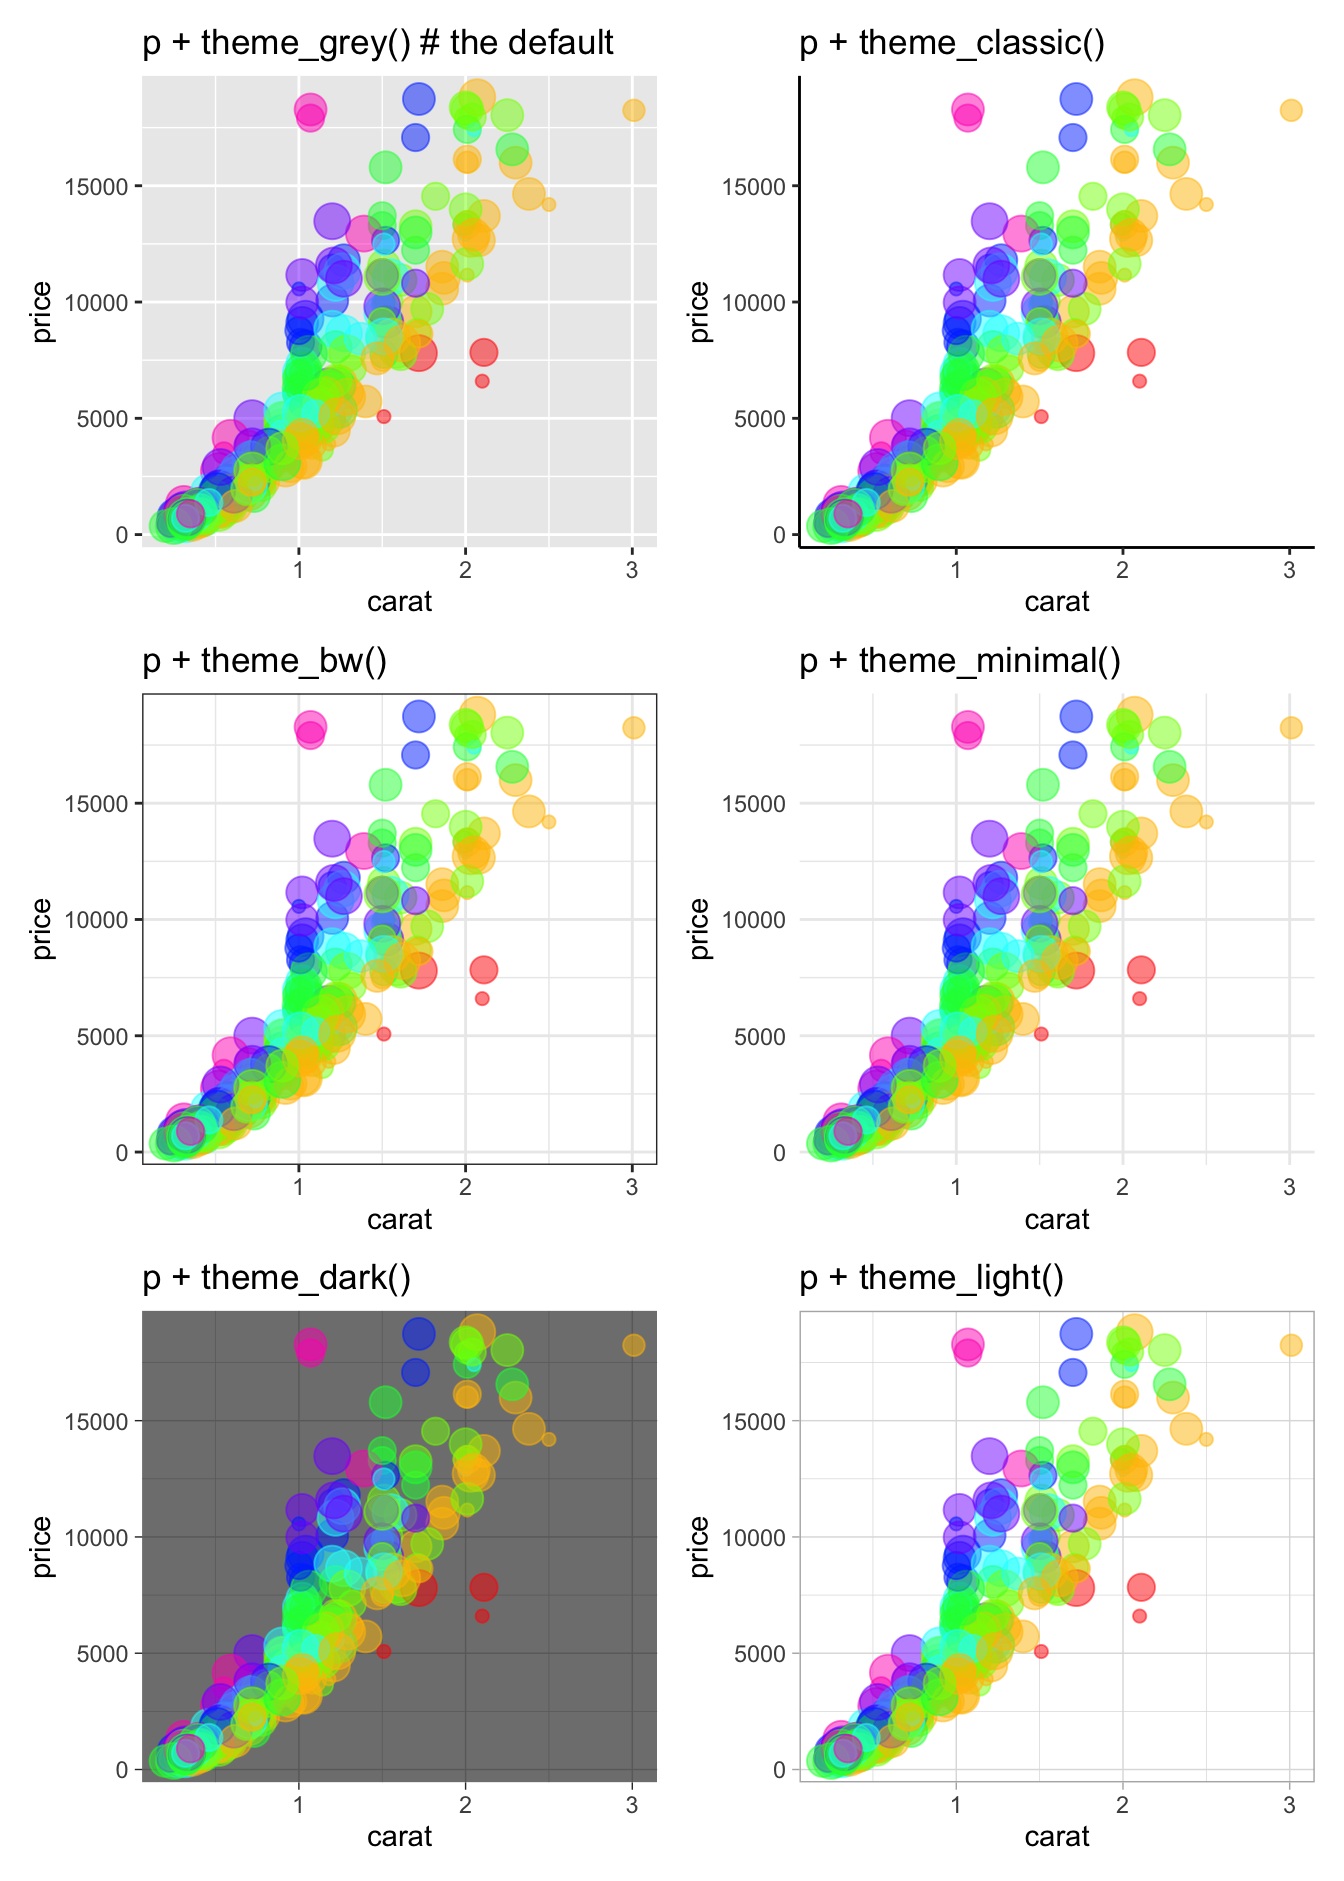 p + theme_grey() # the default
15000
10000
5000
0
price
1 2 3
carat
p + theme_classic()
15000
10000
5000
0
price
1 2 3
carat
p + theme_bw()
15000
10000
5000
0
price
1 2 3
carat
p + theme_minimal()
15000
10000
5000
0
price
1 2 3
carat
p + theme_dark()
15000
10000
5000
0
price
1 2 3
carat
p + theme_light()
15000
10000
5000
0
price
1 2 3
carat